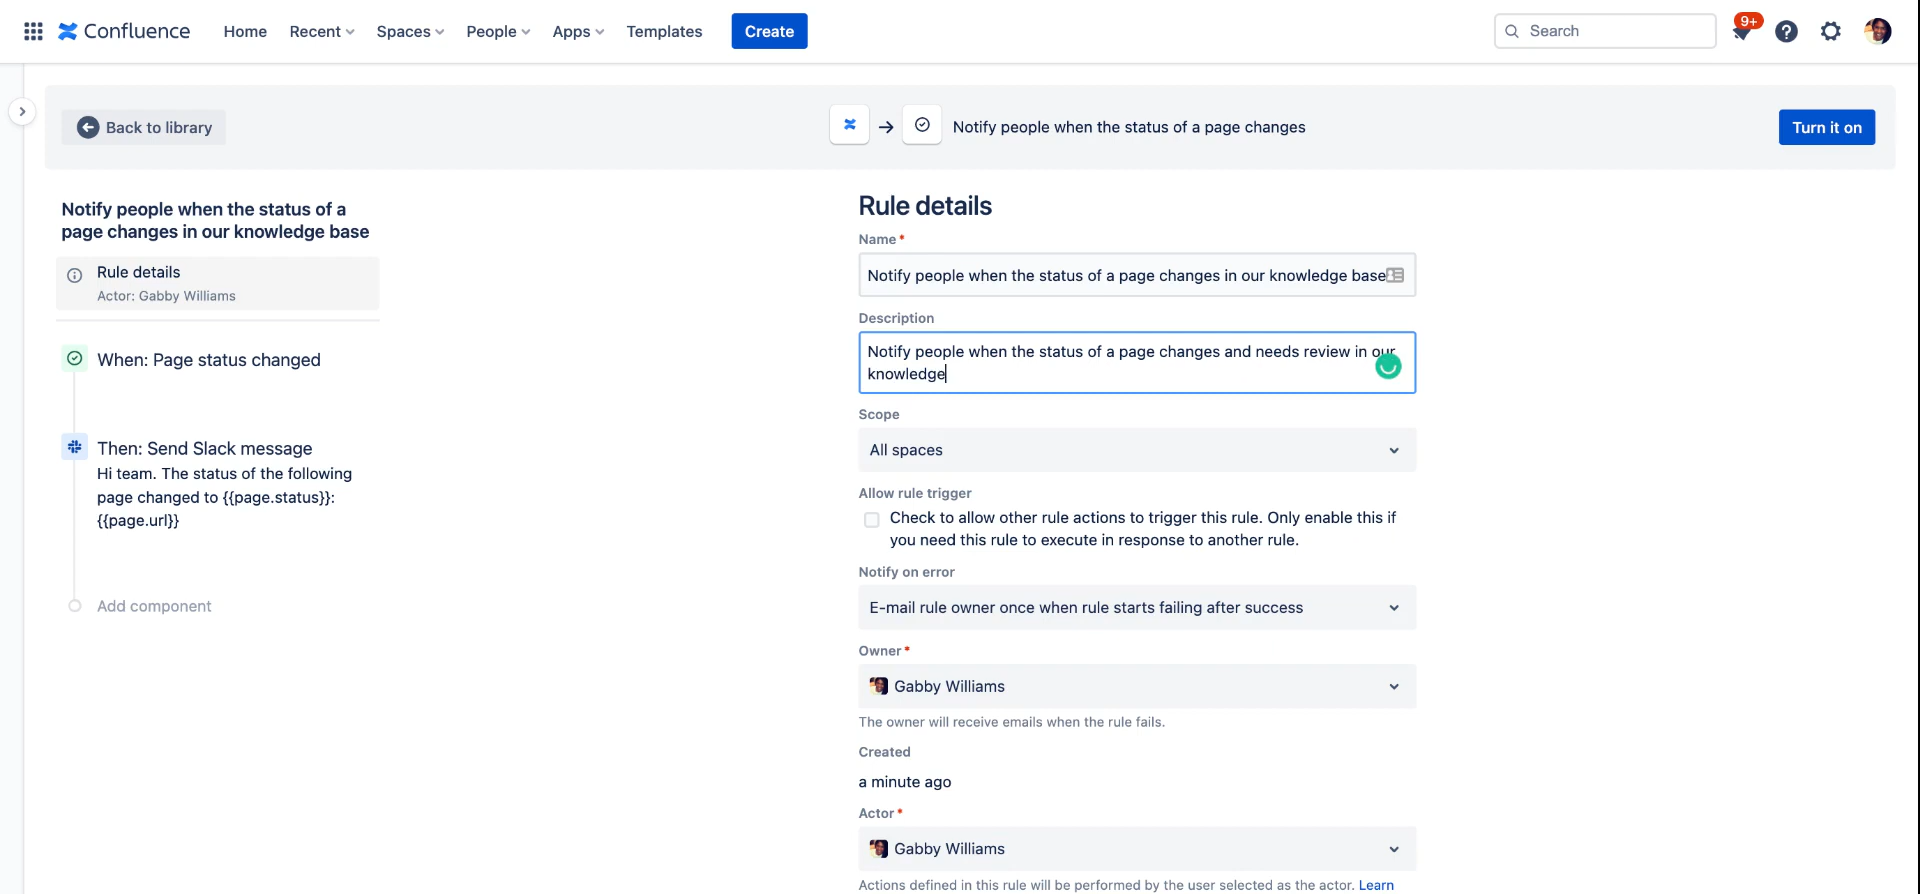 Confluence
Home
Recent
Spaces
People
Apps
Templates
Create
Search
9+
Back to library
Notify people when the status of a page changes
Turn it on
Notify people when the status of a
page changes in our knowledge base
Rule details
Actor: Gabby Williams
When: Page status changed
Then: Send Slack message
Hi team. The status of the following
page changed to {{page.status}}:
{{page.url}}
Add component
Rule details
Name *
Notify people when the status of a page changes in our knowledge base
Description
Notify people when the status of a page changes and needs review in our
knowledge
Scope
All spaces
Allow rule trigger
Check to allow other rule actions to trigger this rule. Only enable this if
you need this rule to execute in response to another rule.
Notify on error
E-mail rule owner once when rule starts failing after success
Owner *
Gabby Williams
The owner will receive emails when the rule fails.
Created
a minute ago
Actor *
Gabby Williams
Actions defined in this rule will be performed by the user selected as the actor. Learn